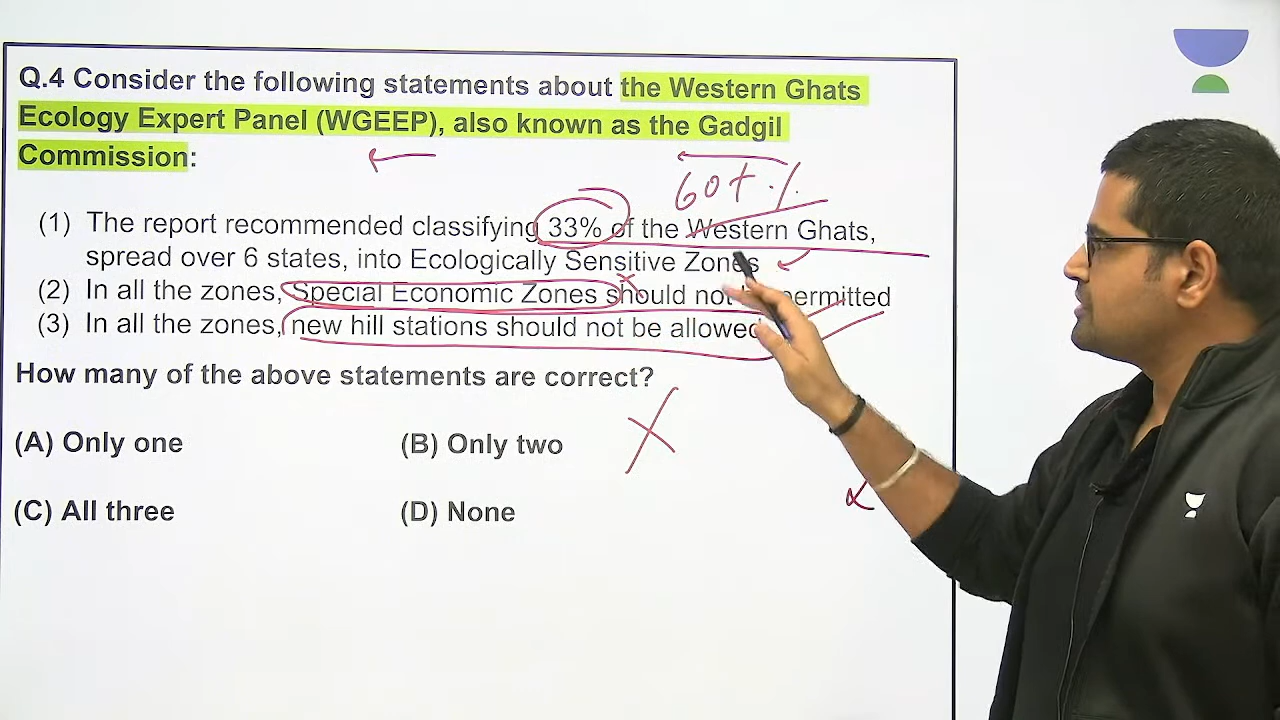 Q.4 Consider the following statements about the Western Ghats
Ecology Expert Panel (WGEEP), also known as the Gadgil
Commission:
60+ %
(1) The report recommended classifying 33% of the Western Ghats,
spread over 6 states, into Ecologically Sensitive Zones
(2) In all the zones, Special Economic Zones should not permitted
(3) In all the zones, new hill stations should not be allowed
How many of the above statements are correct?
(A) Only one (B) Only two
(C) All three (D) None